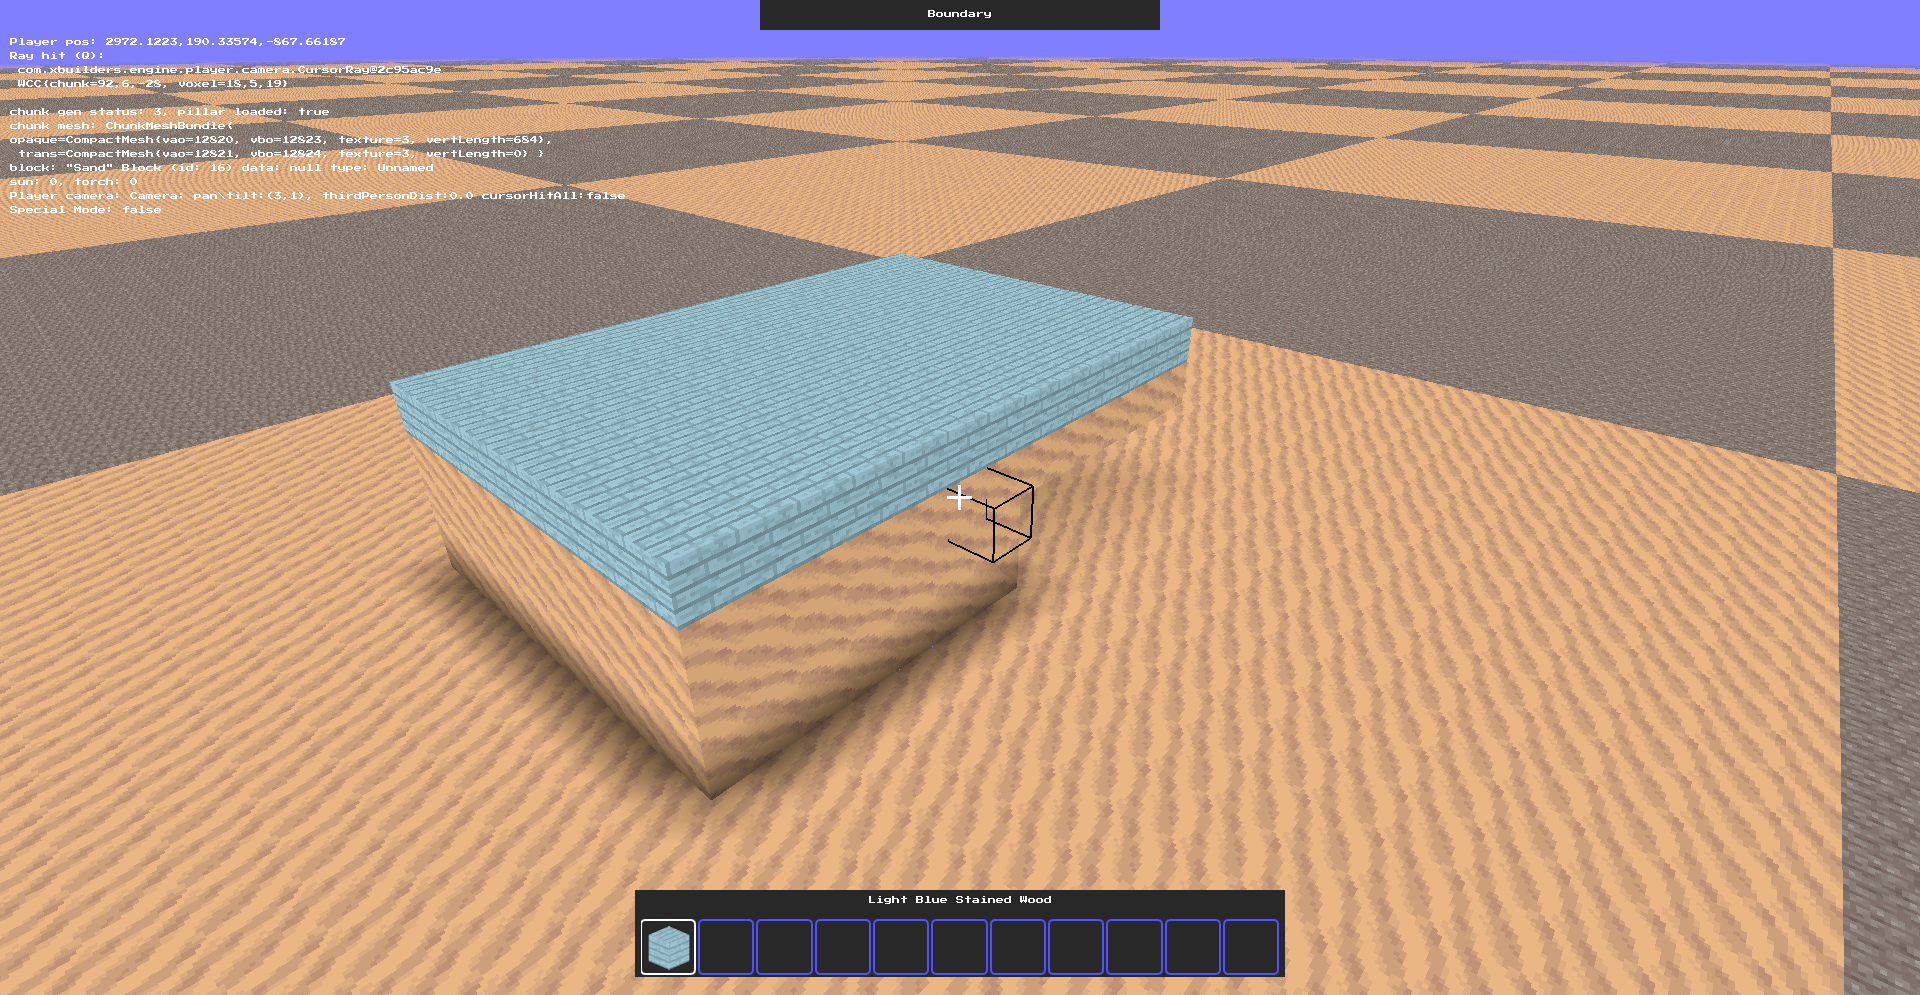 Boundary
Player pos: 2972.1223,190.33574,-867.66187
Ray hit (Q):
com.xbuilders.engine.player.camera.CursorRay@2c95ac9e
WCC{chunk=92,6,-28, voxel=18,5,19}
chunk gen status: 3, pillar loaded: true
chunk mesh: ChunkMeshBundle{
opaque=CompactMesh{vao=12820, vbo=12823, texture=3, vertLength=684},
trans=CompactMesh{vao=12821, vbo=12824, texture=3, vertLength=0} }
block: "Sand" Block (id: 16) data: null type: Unnamed
sun: 0, torch: 0
Player camera: Camera: pan\tilt:(3,1), thirdPersonDist:0.0 cursorHitAll:false
Special Mode: false
Light Blue Stained Wood